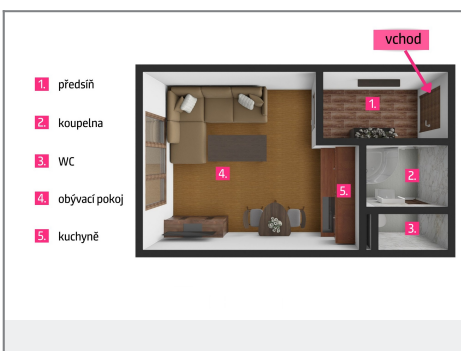 vchod
1. předsíň
2. koupelna
3. WC
4. obývací pokoj
5. kuchyně
1.
2.
3.
4.
5.